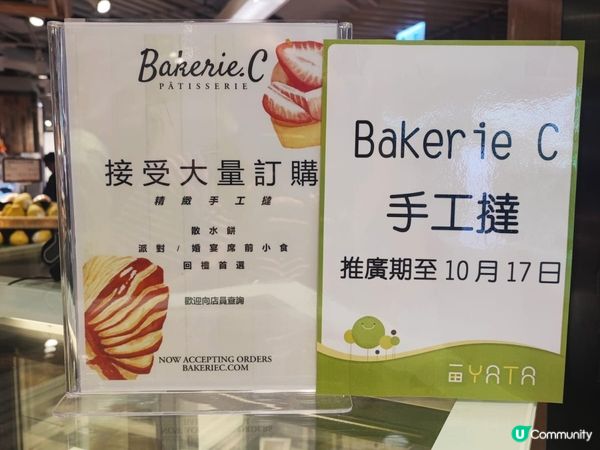 Bakerie.C
PÂTISSERIE
接受大量訂購
精緻手工撻
散水餅
派對 / 婚宴席前小食
回禮首選
歡迎向店員查詢
NOW ACCEPTING ORDERS
BAKERIEC.COM
Bakerie C
手工撻
推廣期至10月17日
一田 YATA
U Community